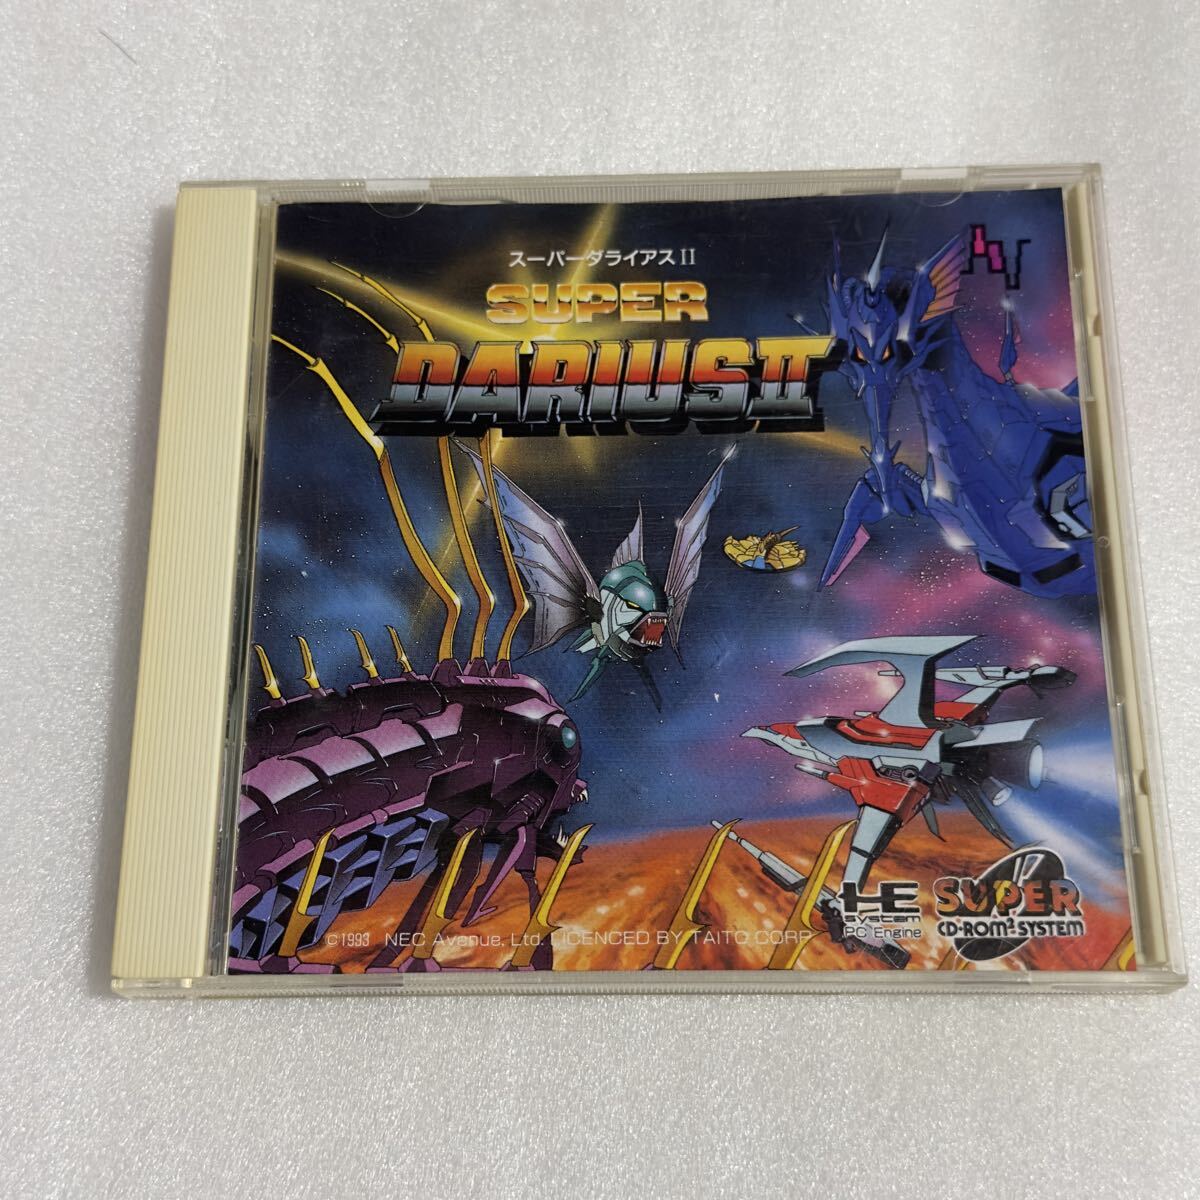 スーパーダライアスII
SUPER
DARIUS II
HE
system
PC Engine
SUPER
CD-ROM² SYSTEM
©1993 NEC Avenue, Ltd. LICENCED BY TAITO CORP.